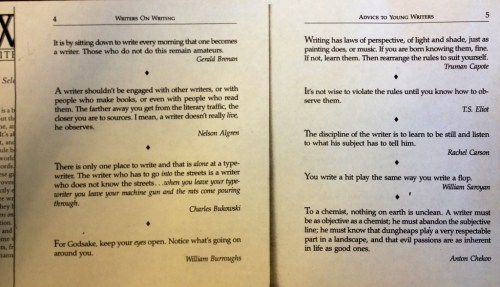 4
WRITERS ON WRITING
It is by sitting down to write every morning that one becomes
a writer. Those who do not do this remain amateurs.
Gerald Brenan
A writer shouldn't be engaged with other writers, or with
people who make books, or even with people who read
them. The farther away you get from the literary traffic, the
closer you are to sources. I mean, a writer doesn't really live,
he observes.
Nelson Algren
There is only one place to write and that is alone at a type-
writer. The writer who has to go into the streets is a writer
who does not know the streets. . .when you leave your type-
writer you leave your machine gun and the rats come pouring
through.
Charles Bukowski
For Godsake, keep your eyes open. Notice what's going on
around you.
William Burroughs
ADVICE TO YOUNG WRITERS
5
Writing has laws of perspective, of light and shade, just as
painting does, or music. If you are born knowing them, fine.
If not, learn them. Then rearrange the rules to suit yourself.
Truman Capote
It's not wise to violate the rules until you know how to ob-
serve them.
T.S. Eliot
The discipline of the writer is to learn to be still and listen
to what his subject has to tell him.
Rachel Carson
You write a hit play the same way you write a flop.
William Saroyan
To a chemist, nothing on earth is unclean. A writer must
be as objective as a chemist; he must abandon the subjective
line; he must know that dungheaps play a very respectable
part in a landscape, and that evil passions are as inherent
in life as good ones.
Anton Chekov